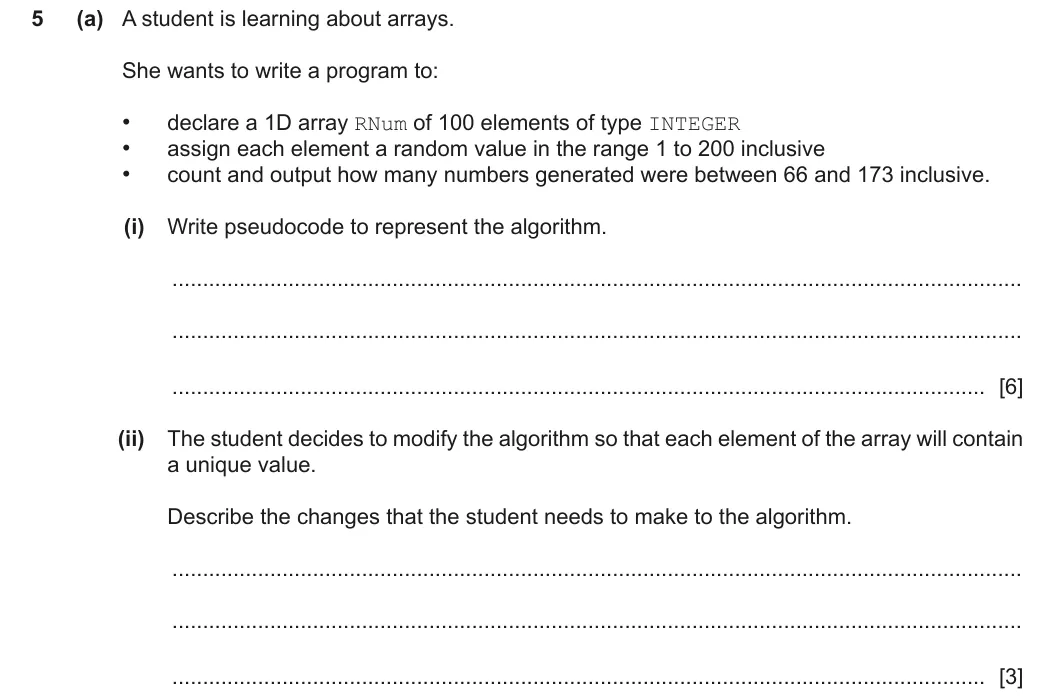 5 (a) A student is learning about arrays.
She wants to write a program to:
• declare a 1D array RNum of 100 elements of type INTEGER
• assign each element a random value in the range 1 to 200 inclusive
• count and output how many numbers generated were between 66 and 173 inclusive.
(i) Write pseudocode to represent the algorithm.
..........................................................................................................................................
..........................................................................................................................................
.................................................................................................................................... [6]
(ii) The student decides to modify the algorithm so that each element of the array will contain
a unique value.
Describe the changes that the student needs to make to the algorithm.
..........................................................................................................................................
..........................................................................................................................................
.................................................................................................................................... [3]